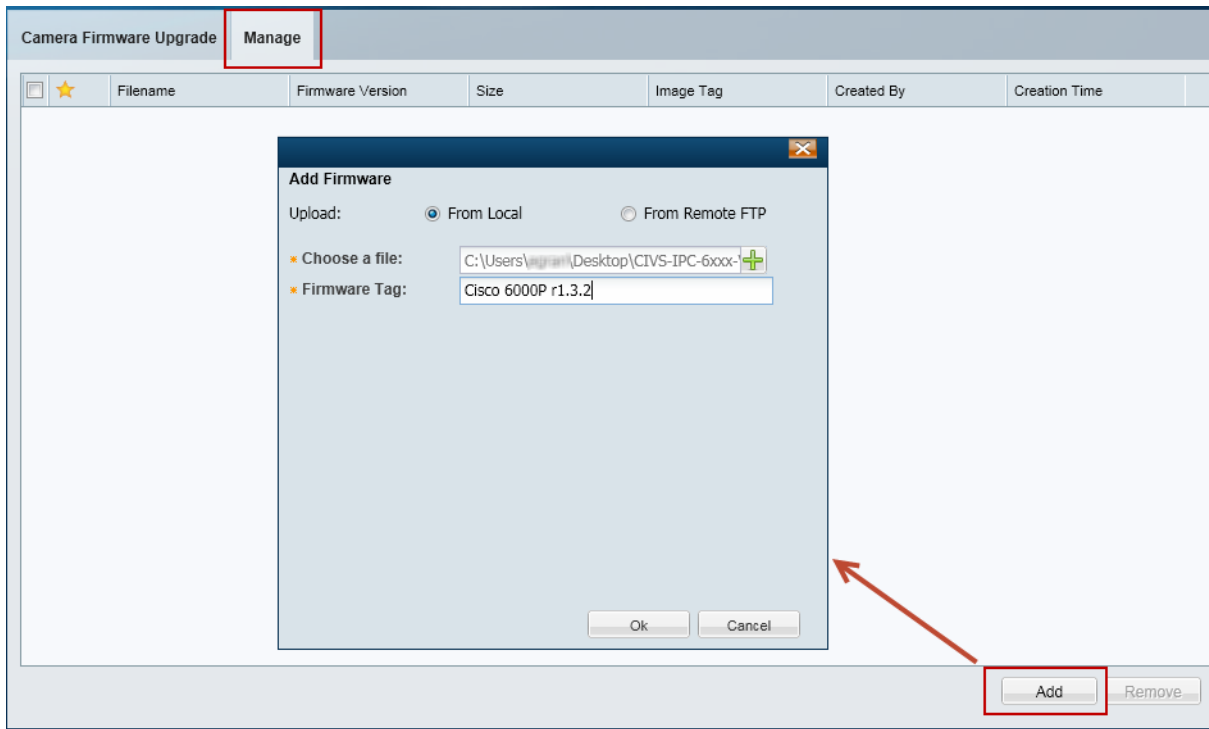 Camera Firmware Upgrade Manage
Filename Firmware Version Size Image Tag Created By Creation Time
Add Firmware
Upload: From Local From Remote FTP
Choose a file: C:\Users\ \Desktop\CIVS-IPC-6xxx-
Firmware Tag: Cisco 6000P r1.3.2
Ok Cancel
Add Remove